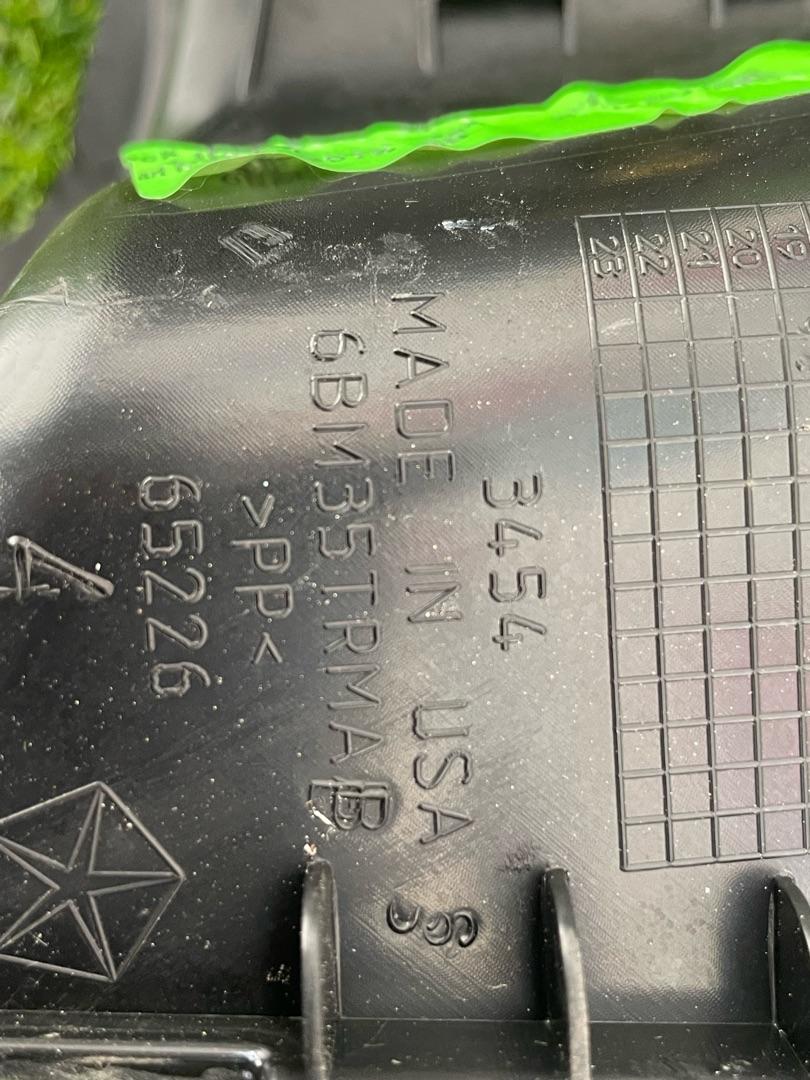 23 22 21 20 19
3454
MADE IN USA S
6BM35TRMAB
>PP<
65226
A